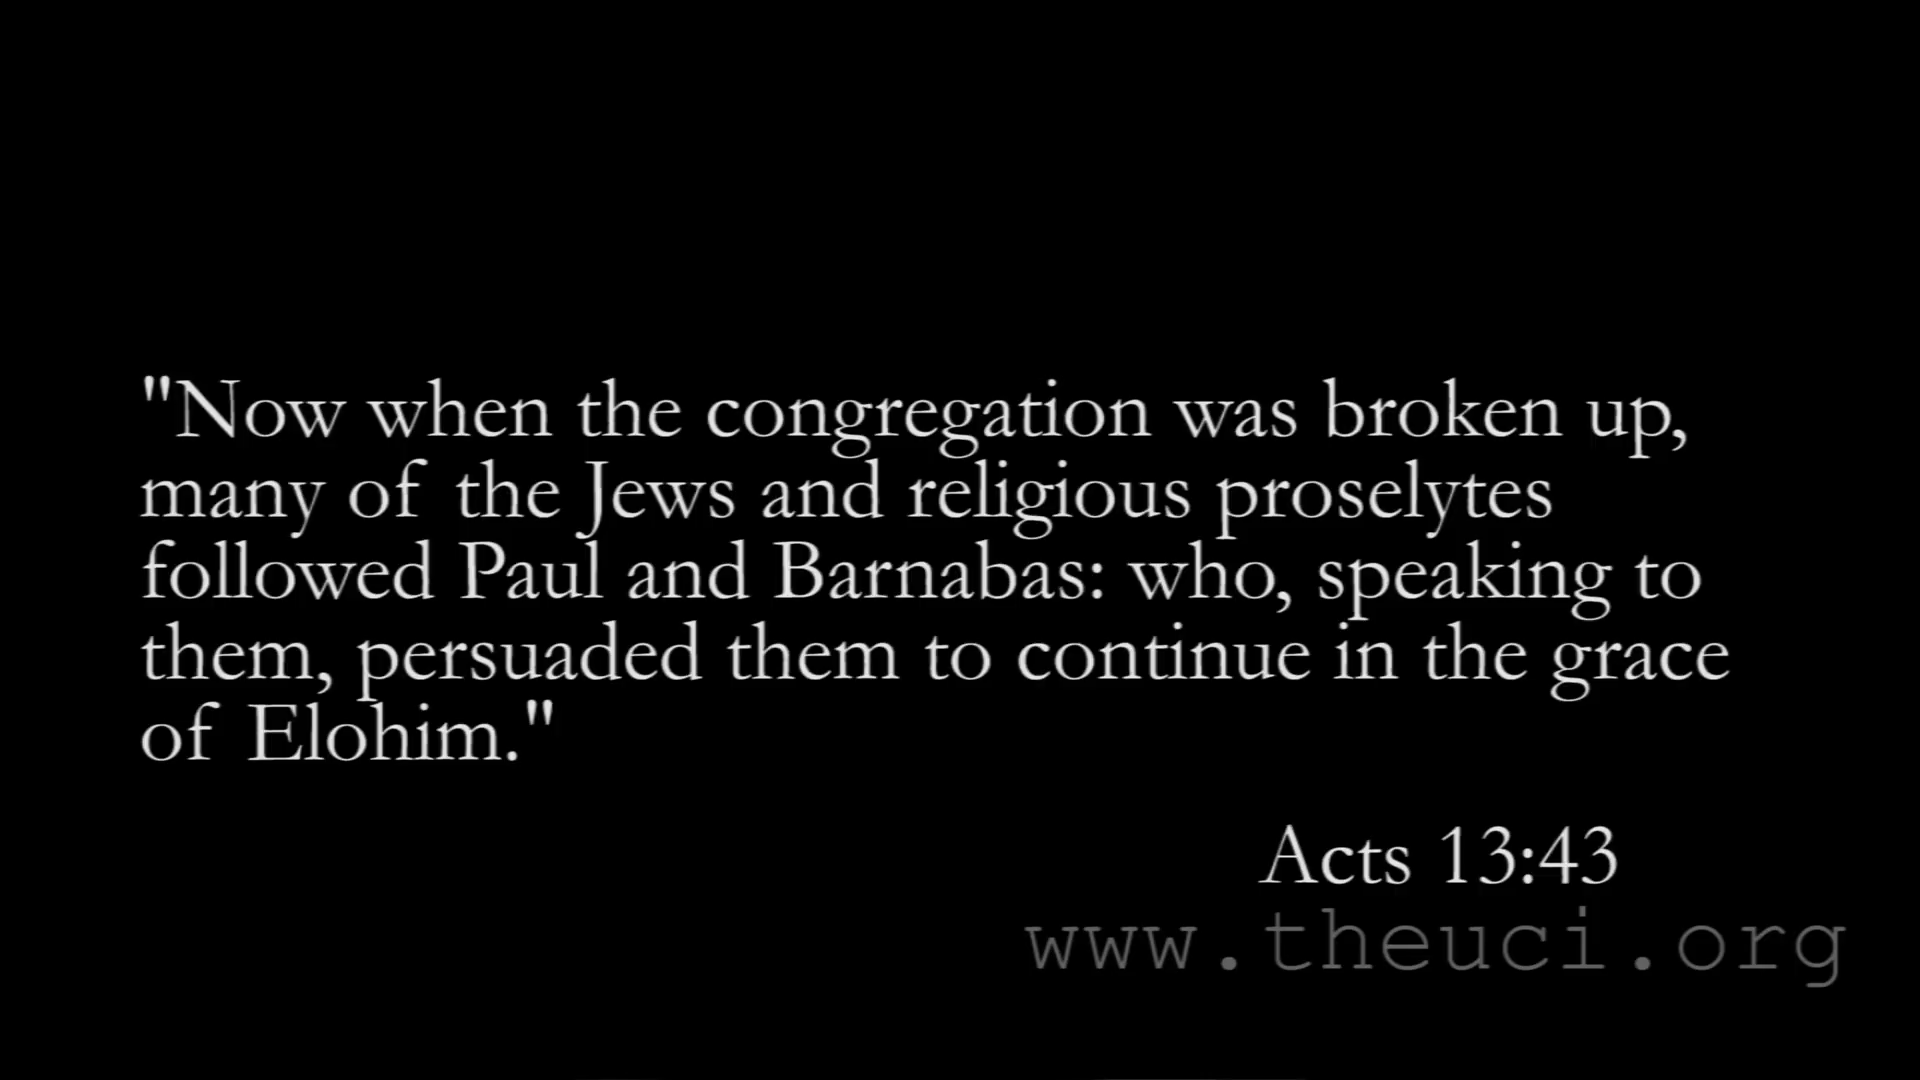 "Now when the congregation was broken up,
many of the Jews and religious proselytes
followed Paul and Barnabas: who, speaking to
them, persuaded them to continue in the grace
of Elohim."
Acts 13:43
www.theuci.org